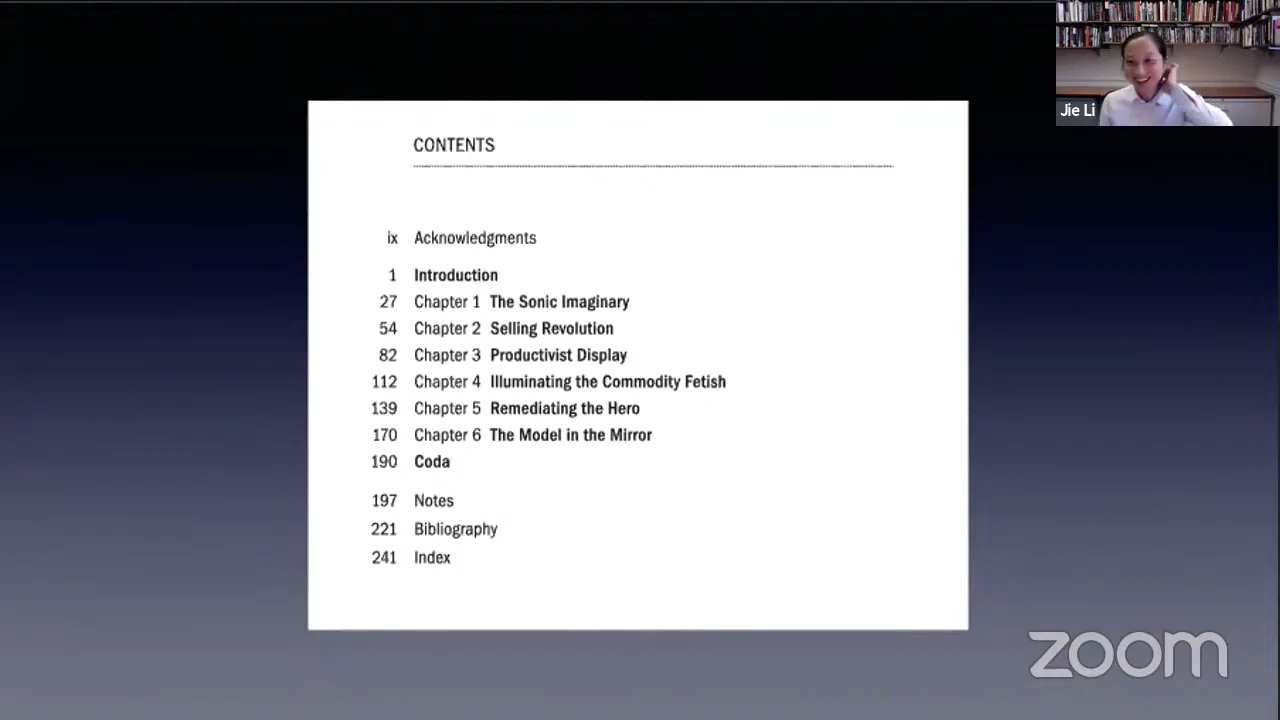 Jie Li
CONTENTS
ix Acknowledgments
1 Introduction
27 Chapter 1 The Sonic Imaginary
54 Chapter 2 Selling Revolution
82 Chapter 3 Productivist Display
112 Chapter 4 Illuminating the Commodity Fetish
139 Chapter 5 Remediating the Hero
170 Chapter 6 The Model in the Mirror
190 Coda
197 Notes
221 Bibliography
241 Index
zoom